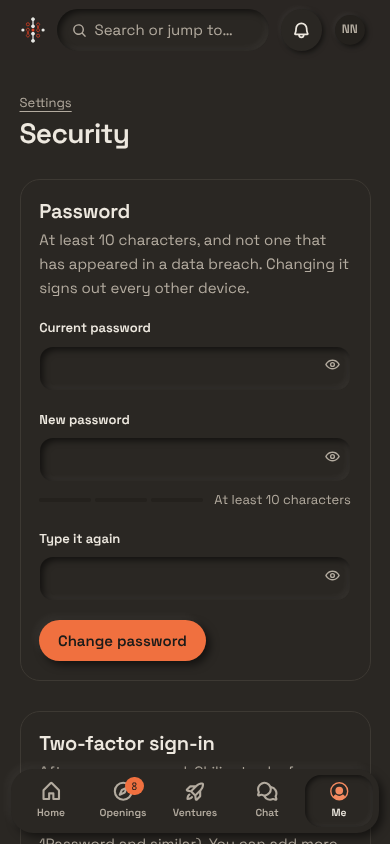 Search or jump to...
NN
Settings
Security
Password
At least 10 characters, and not one that
has appeared in a data breach. Changing it
signs out every other device.
Current password
New password
At least 10 characters
Type it again
Change password
Two-factor sign-in
8
Home
Openings
Ventures
Chat
Me
1Password and similar). You can add more